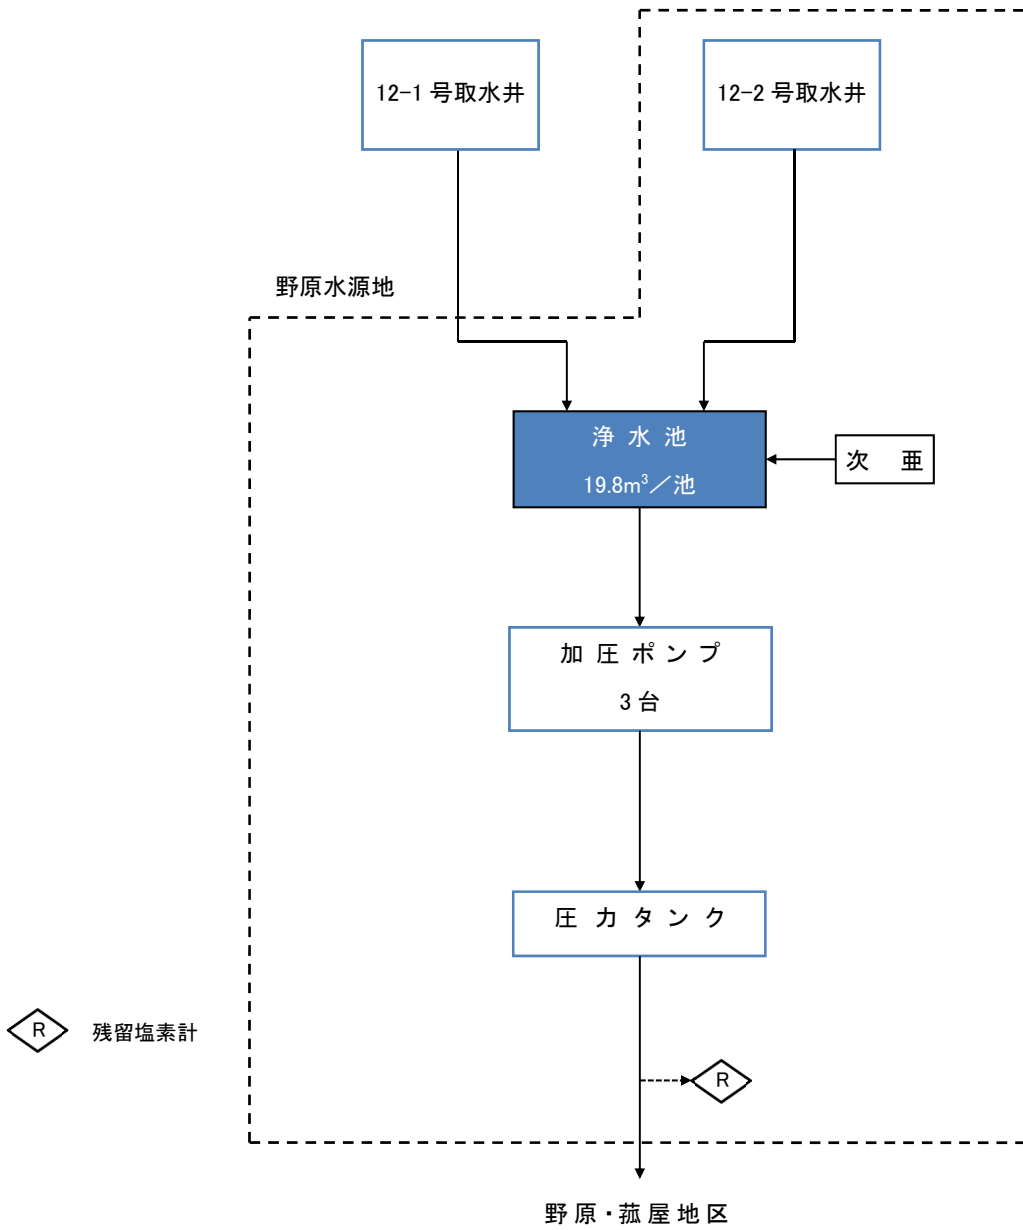 12-1 号取水井
12-2 号取水井
野原水源地
浄 水 池
19.8m³／池
次 亜
加 圧 ポ ン プ
3 台
圧 力 タ ン ク
R 残留塩素計
R
野 原 ・ 菰 屋 地 区